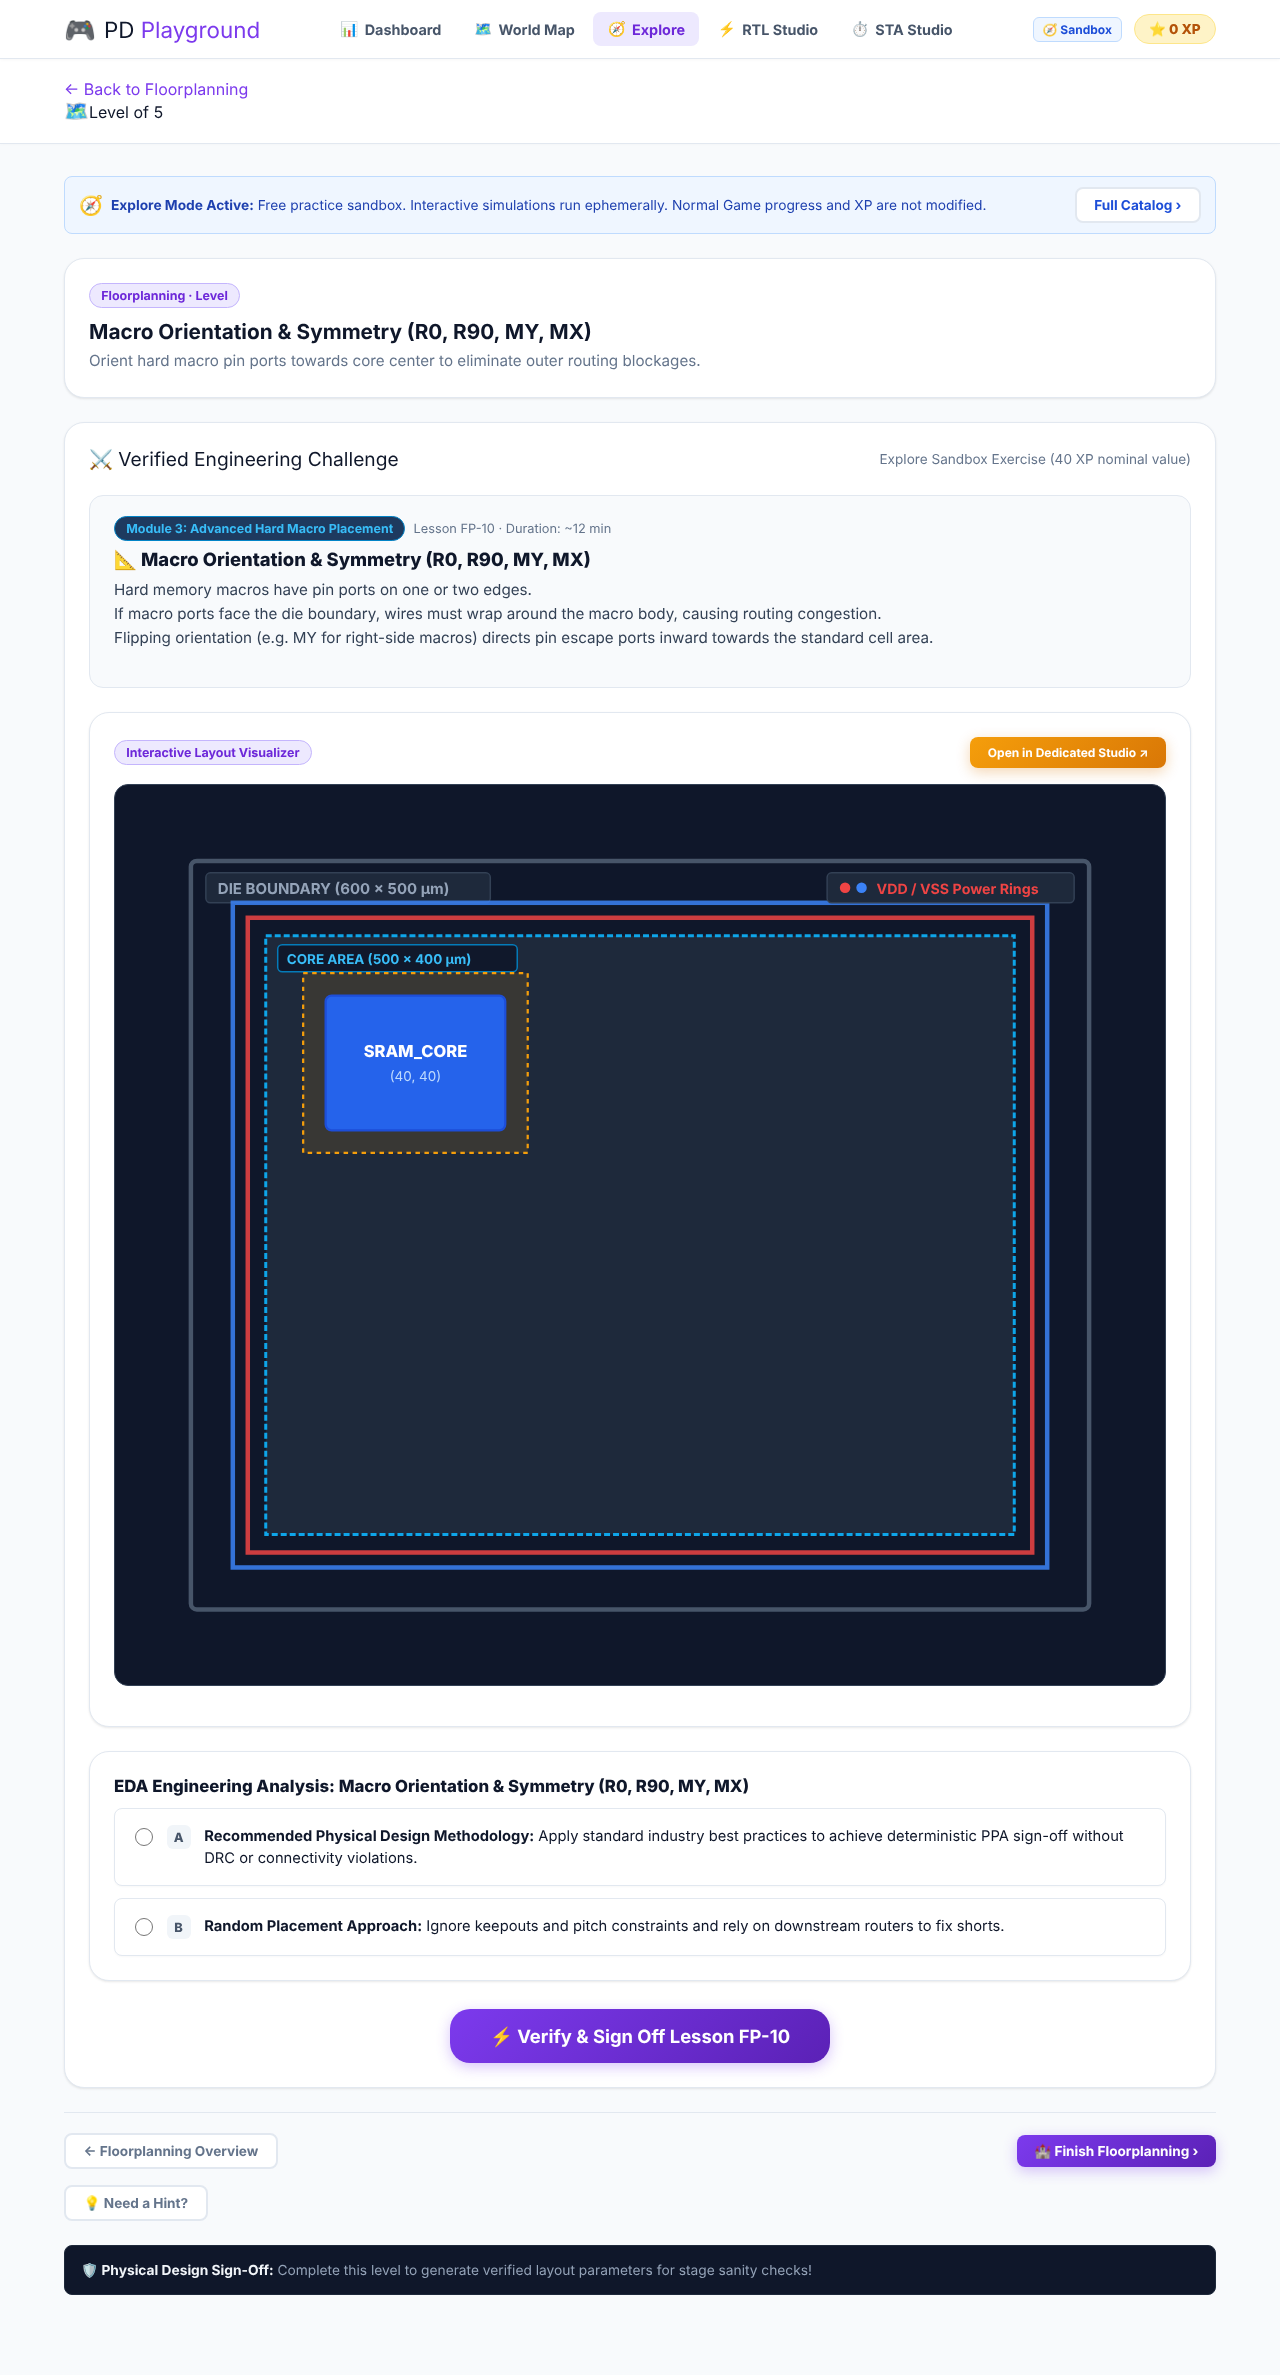 🎮 PD Playground
📊 Dashboard
🗺️ World Map
🧭 Explore
⚡ RTL Studio
⏱️ STA Studio
🧭 Sandbox
⭐ 0 XP
← Back to Floorplanning
🗺️Level of 5
🧭 Explore Mode Active: Free practice sandbox. Interactive simulations run ephemerally. Normal Game progress and XP are not modified.
Full Catalog ›
Floorplanning · Level
Macro Orientation & Symmetry (R0, R90, MY, MX)
Orient hard macro pin ports towards core center to eliminate outer routing blockages.
⚔️ Verified Engineering Challenge
Explore Sandbox Exercise (40 XP nominal value)
Module 3: Advanced Hard Macro Placement
Lesson FP-10 · Duration: ~12 min
📐 Macro Orientation & Symmetry (R0, R90, MY, MX)
Hard memory macros have pin ports on one or two edges.
If macro ports face the die boundary, wires must wrap around the macro body, causing routing congestion.
Flipping orientation (e.g. MY for right-side macros) directs pin escape ports inward towards the standard cell area.
Interactive Layout Visualizer
Open in Dedicated Studio ↗
DIE BOUNDARY (600 × 500 µm)
VDD / VSS Power Rings
CORE AREA (500 × 400 µm)
SRAM_CORE
(40, 40)
EDA Engineering Analysis: Macro Orientation & Symmetry (R0, R90, MY, MX)
A
Recommended Physical Design Methodology: Apply standard industry best practices to achieve deterministic PPA sign-off without
DRC or connectivity violations.
B
Random Placement Approach: Ignore keepouts and pitch constraints and rely on downstream routers to fix shorts.
⚡ Verify & Sign Off Lesson FP-10
← Floorplanning Overview
🏰 Finish Floorplanning ›
💡 Need a Hint?
🛡️ Physical Design Sign-Off: Complete this level to generate verified layout parameters for stage sanity checks!